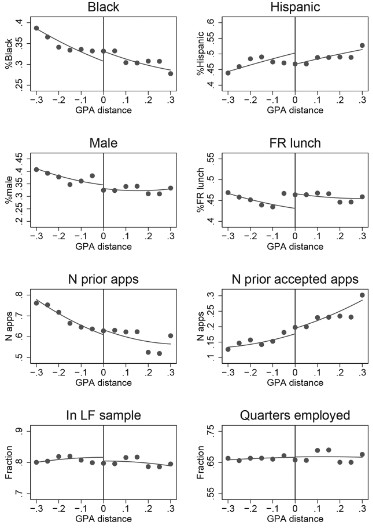 Black
%Black
.4
.35
.3
.25
-.3 -.2 -.1 0 .1 .2 .3
GPA distance
Hispanic
%Hispanic
.6
.55
.5
.45
.4
-.3 -.2 -.1 0 .1 .2 .3
GPA distance
Male
%male
.45
.4
.35
.3
.25
.2
-.3 -.2 -.1 0 .1 .2 .3
GPA distance
FR lunch
%FR lunch
.55
.5
.45
.4
-.3 -.2 -.1 0 .1 .2 .3
GPA distance
N prior apps
N apps
.8
.7
.6
.5
-.3 -.2 -.1 0 .1 .2 .3
GPA distance
N prior accepted apps
N apps
.3
.2
.1
-.3 -.2 -.1 0 .1 .2 .3
GPA distance
In LF sample
Fraction
.9
.8
.7
-.3 -.2 -.1 0 .1 .2 .3
GPA distance
Quarters employed
Fraction
.75
.65
.55
-.3 -.2 -.1 0 .1 .2 .3
GPA distance